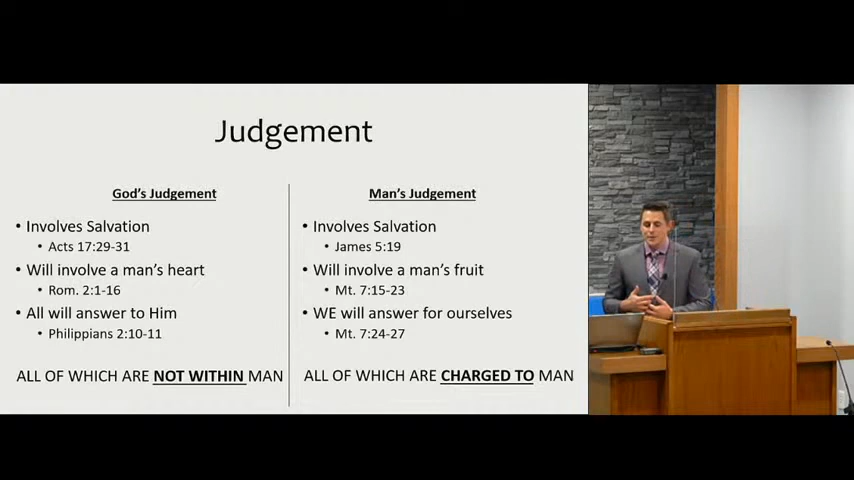 Judgement
God's Judgement
• Involves Salvation
• Acts 17:29-31
• Will involve a man's heart
• Rom. 2:1-16
• All will answer to Him
• Philippians 2:10-11
ALL OF WHICH ARE NOT WITHIN MAN
Man's Judgement
• Involves Salvation
• James 5:19
• Will involve a man's fruit
• Mt. 7:15-23
• WE will answer for ourselves
• Mt. 7:24-27
ALL OF WHICH ARE CHARGED TO MAN